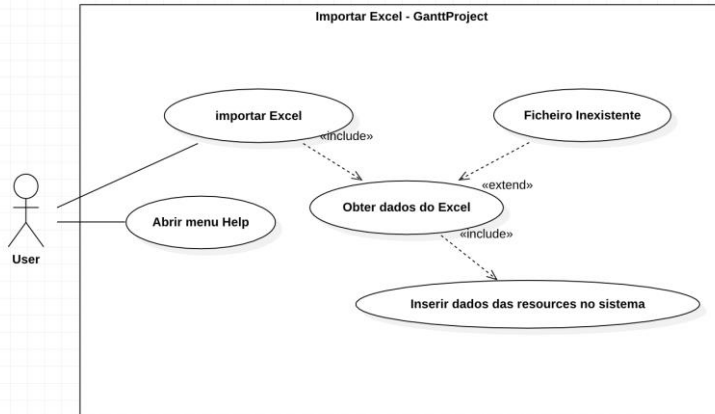 Importar Excel - GanttProject
importar Excel
Ficheiro Inexistente
«include»
«extend»
Obter dados do Excel
Abrir menu Help
«include»
User
Inserir dados das resources no sistema